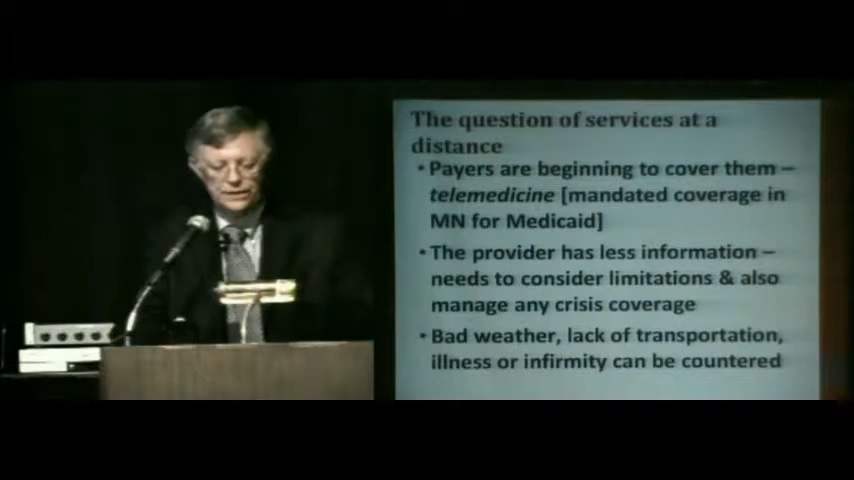 The question of services at a
distance
• Payers are beginning to cover them –
telemedicine [mandated coverage in
MN for Medicaid]
• The provider has less information –
needs to consider limitations & also
manage any crisis coverage
• Bad weather, lack of transportation,
illness or infirmity can be countered